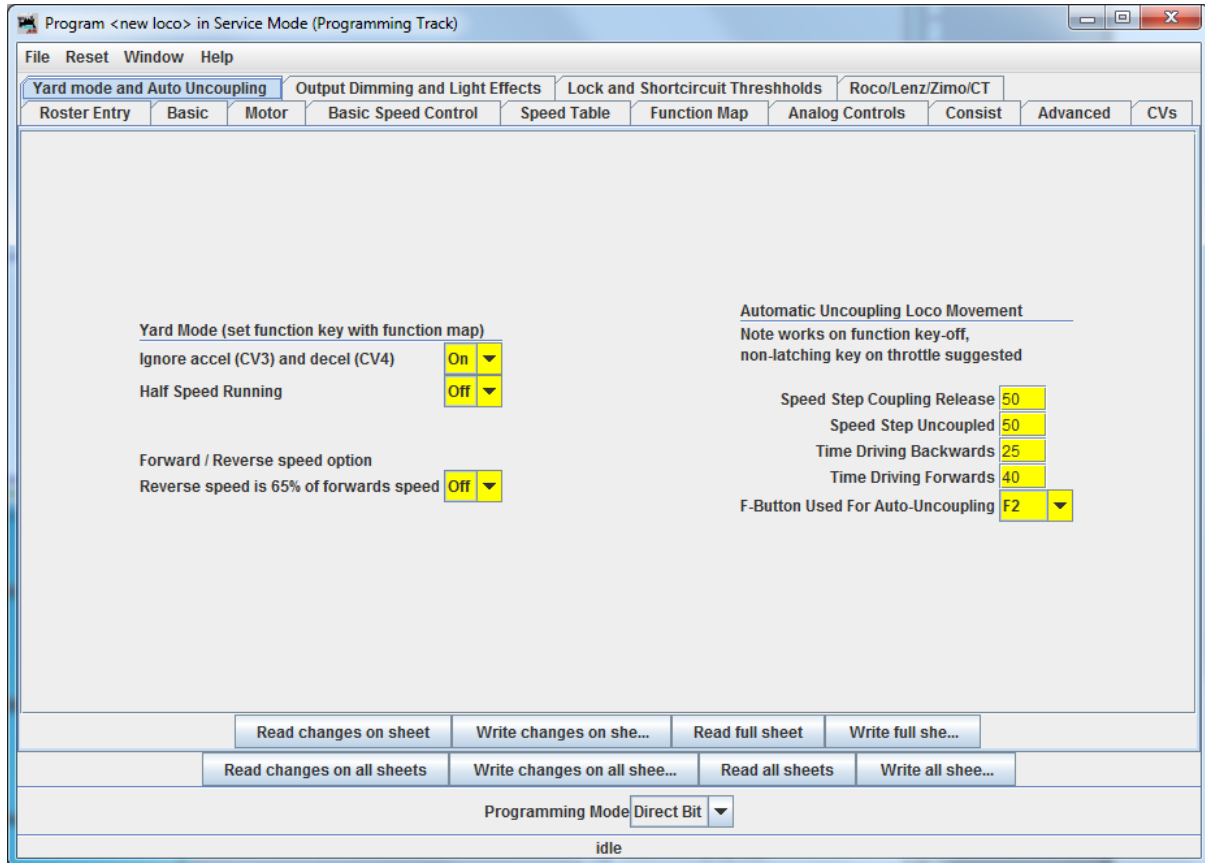 Program <new loco> in Service Mode (Programming Track)
File Reset Window Help
Yard mode and Auto Uncoupling Output Dimming and Light Effects Lock and Shortcircuit Threshholds Roco/Lenz/Zimo/CT
Roster Entry Basic Motor Basic Speed Control Speed Table Function Map Analog Controls Consist Advanced CVs
Yard Mode (set function key with function map)
Ignore accel (CV3) and decel (CV4) On
Half Speed Running Off
Forward / Reverse speed option
Reverse speed is 65% of forwards speed Off
Automatic Uncoupling Loco Movement
Note works on function key-off,
non-latching key on throttle suggested
Speed Step Coupling Release 50
Speed Step Uncoupled 50
Time Driving Backwards 25
Time Driving Forwards 40
F-Button Used For Auto-Uncoupling F2
Read changes on sheet Write changes on she... Read full sheet Write full she...
Read changes on all sheets Write changes on all shee... Read all sheets Write all shee...
Programming Mode Direct Bit
idle